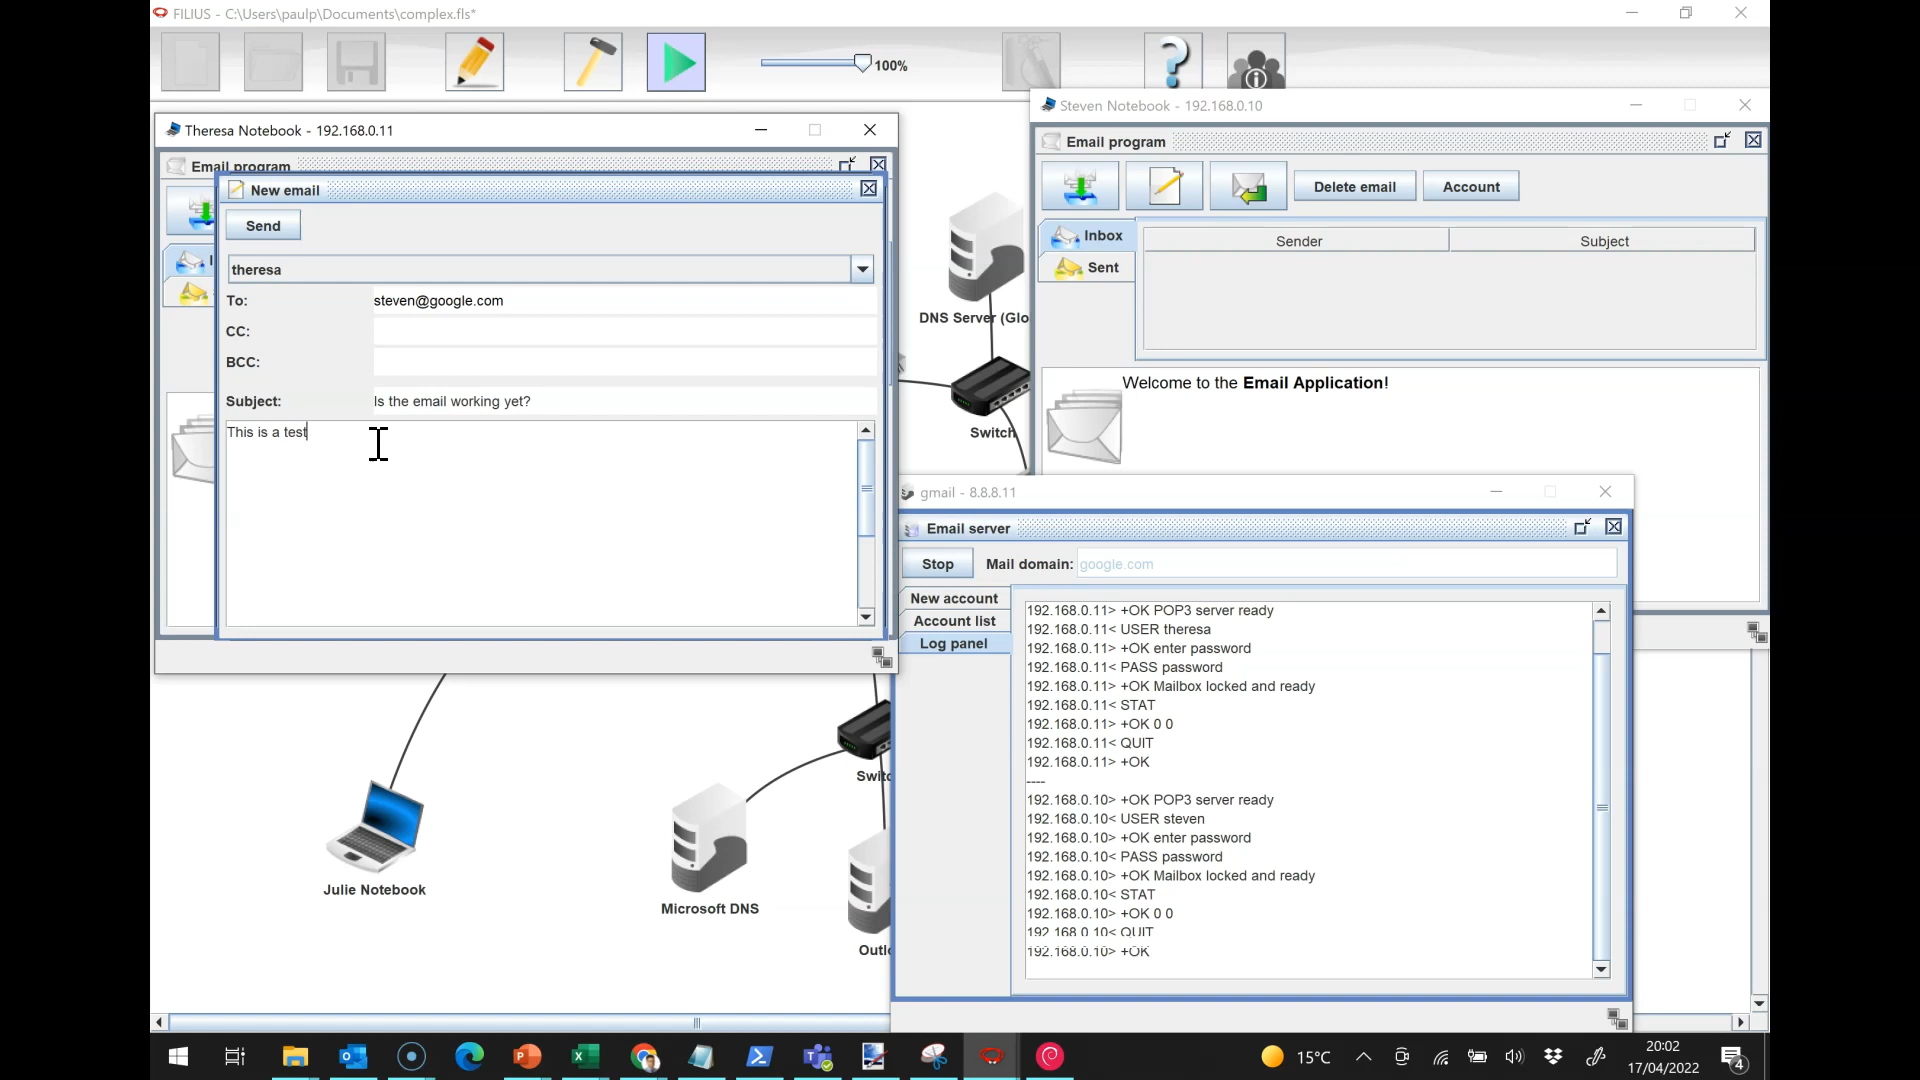 FILIUS - C:\Users\paulp\Documents\complex.fls*
100%
Theresa Notebook - 192.168.0.11
Email program
New email
Send
theresa
To:
steven@google.com
CC:
BCC:
Subject:
Is the email working yet?
This is a test
DNS Server (Glo
Switch
Steven Notebook - 192.168.0.10
Email program
Delete email
Account
Inbox
Sent
Sender
Subject
Welcome to the Email Application!
gmail - 8.8.8.11
Email server
Stop
Mail domain:
google.com
New account
Account list
Log panel
192.168.0.11> +OK POP3 server ready
192.168.0.11< USER theresa
192.168.0.11> +OK enter password
192.168.0.11< PASS password
192.168.0.11> +OK Mailbox locked and ready
192.168.0.11< STAT
192.168.0.11> +OK 0 0
192.168.0.11< QUIT
192.168.0.11> +OK
----
192.168.0.10> +OK POP3 server ready
192.168.0.10< USER steven
192.168.0.10> +OK enter password
192.168.0.10< PASS password
192.168.0.10> +OK Mailbox locked and ready
192.168.0.10< STAT
192.168.0.10> +OK 0 0
192.168.0.10< QUIT
192.168.0.10> +OK
Julie Notebook
Microsoft DNS
Switc
Outlo
15°C
20:02
17/04/2022
4